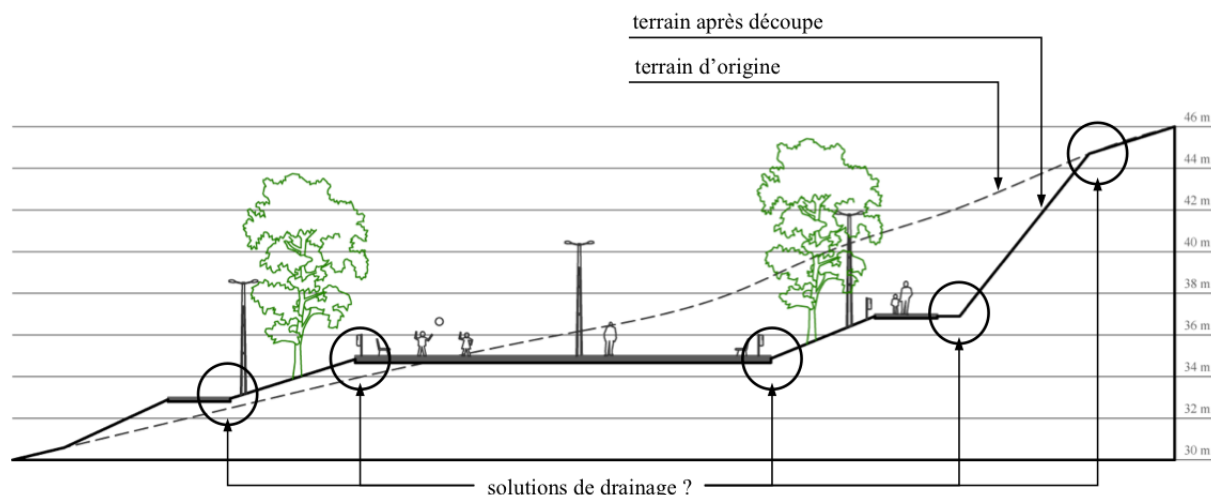 terrain après découpe
terrain d'origine
46 m
44 m
42 m
40 m
38 m
36 m
34 m
32 m
30 m
solutions de drainage ?